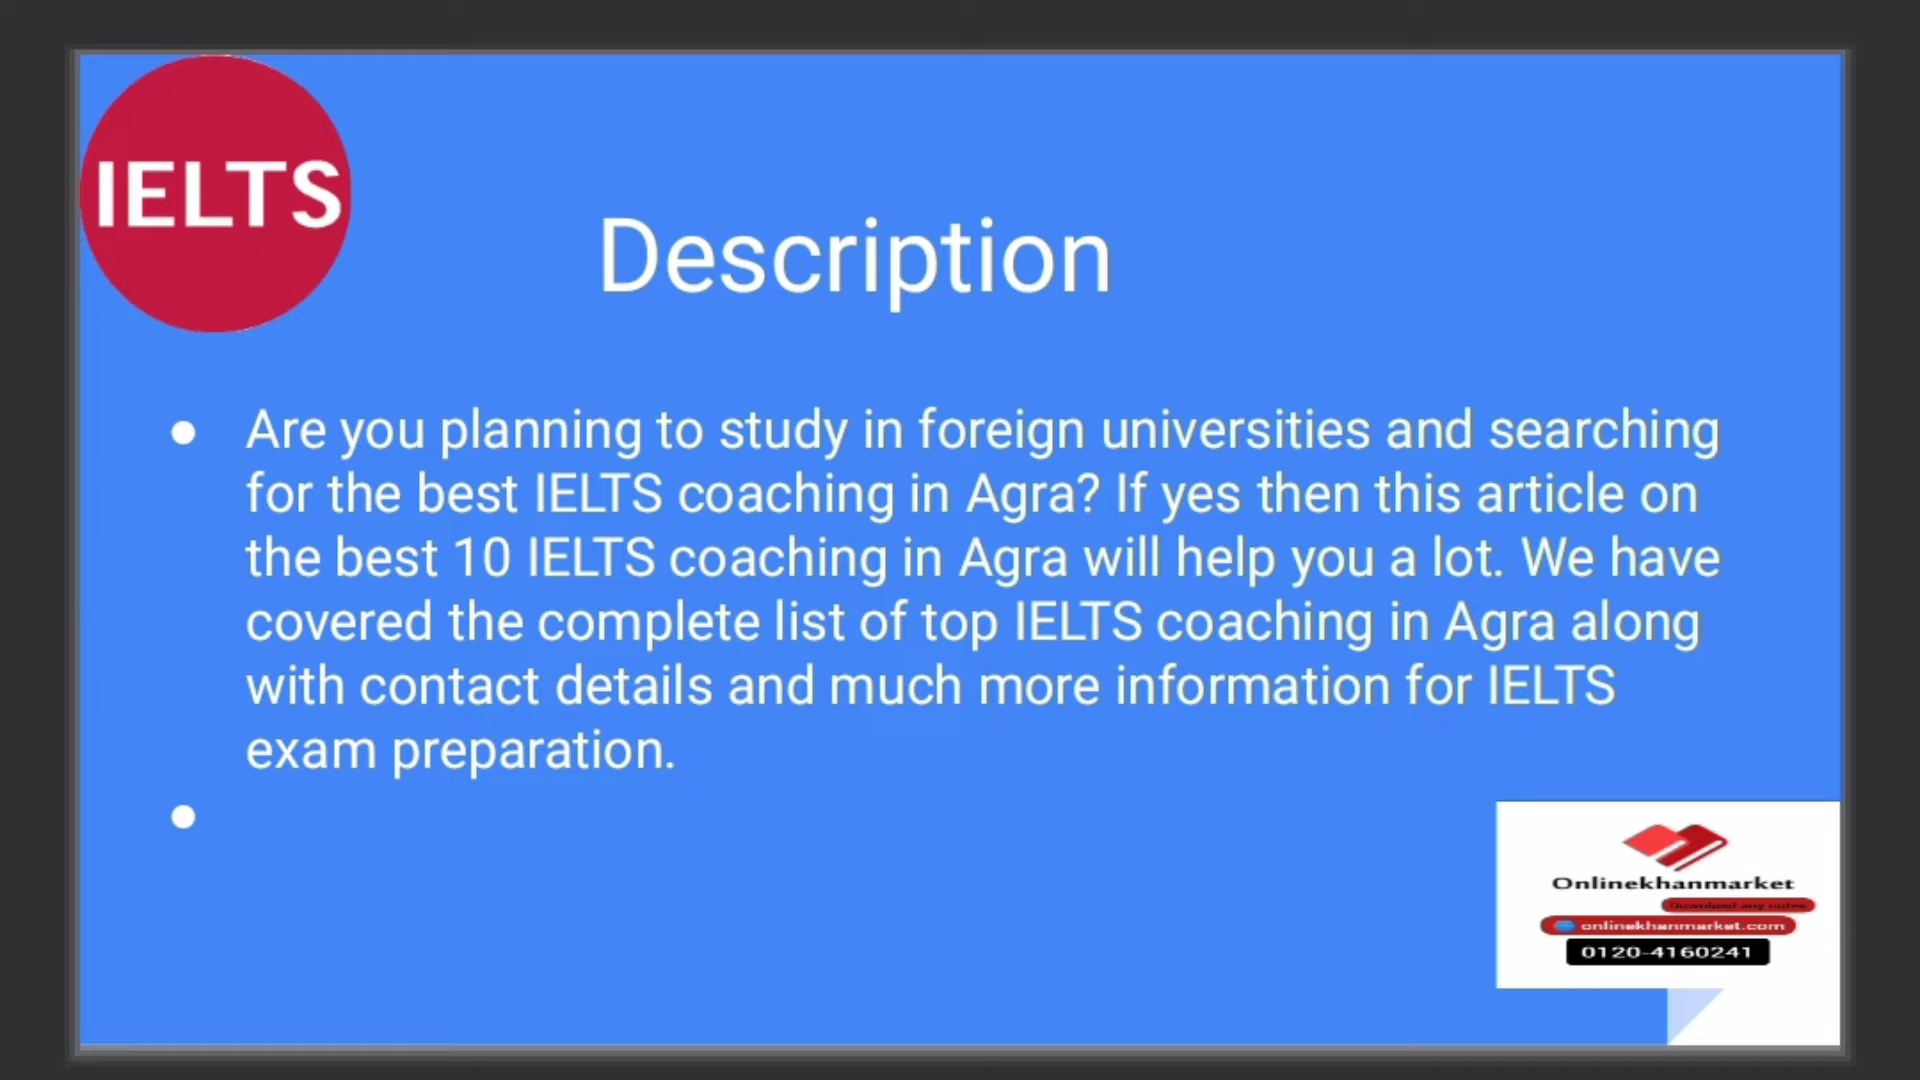 IELTS
Description
Are you planning to study in foreign universities and searching
for the best IELTS coaching in Agra? If yes then this article on
the best 10 IELTS coaching in Agra will help you a lot. We have
covered the complete list of top IELTS coaching in Agra along
with contact details and much more information for IELTS
exam preparation.
Onlinekhanmarket
Download any notes
onlinekhanmarket.com
0120-4160241